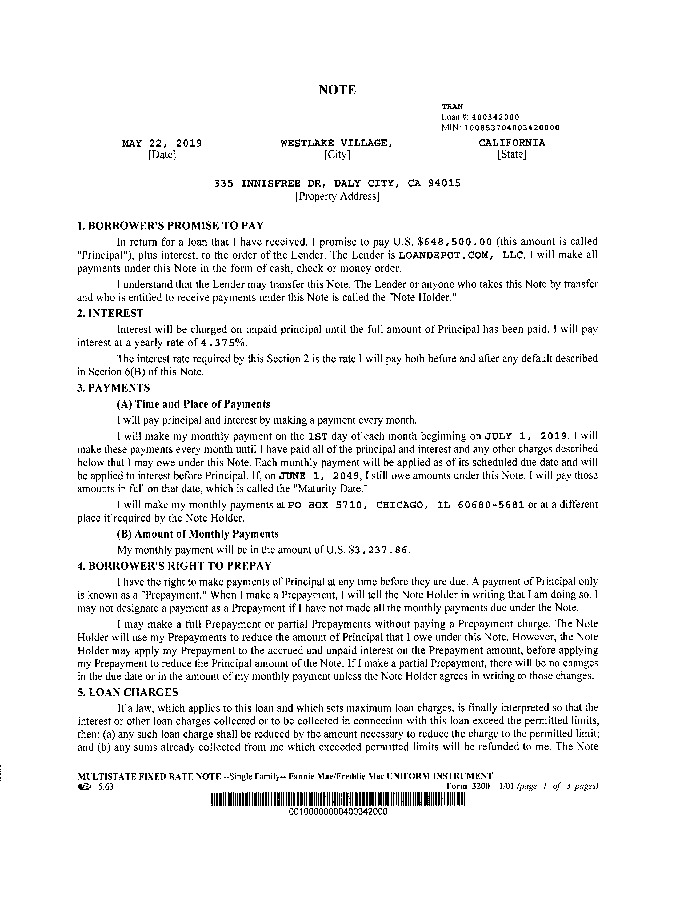 NOTE
TRAN
Loan #: 400342000
MIN: 100853704003420000
MAY 22, 2019 WESTLAKE VILLAGE, CALIFORNIA
[Date] [City] [State]
335 INNISFREE DR, DALY CITY, CA 94015
[Property Address]
1. BORROWER'S PROMISE TO PAY
In return for a loan that I have received, I promise to pay U.S. $648,500.00 (this amount is called
"Principal"), plus interest, to the order of the Lender. The Lender is LOANDEPOT.COM, LLC. I will make all
payments under this Note in the form of cash, check or money order.
I understand that the Lender may transfer this Note. The Lender or anyone who takes this Note by transfer
and who is entitled to receive payments under this Note is called the "Note Holder."
2. INTEREST
Interest will be charged on unpaid principal until the full amount of Principal has been paid. I will pay
interest at a yearly rate of 4.375%.
The interest rate required by this Section 2 is the rate I will pay both before and after any default described
in Section 6(B) of this Note.
3. PAYMENTS
(A) Time and Place of Payments
I will pay principal and interest by making a payment every month.
I will make my monthly payment on the 1ST day of each month beginning on JULY 1, 2019. I will
make these payments every month until I have paid all of the principal and interest and any other charges described
below that I may owe under this Note. Each monthly payment will be applied as of its scheduled due date and will
be applied to interest before Principal. If, on JUNE 1, 2049, I still owe amounts under this Note, I will pay those
amounts in full on that date, which is called the "Maturity Date."
I will make my monthly payments at PO BOX 5710, CHICAGO, IL 60680-5681 or at a different
place if required by the Note Holder.
(B) Amount of Monthly Payments
My monthly payment will be in the amount of U.S. $3,237.86.
4. BORROWER'S RIGHT TO PREPAY
I have the right to make payments of Principal at any time before they are due. A payment of Principal only
is known as a "Prepayment." When I make a Prepayment, I will tell the Note Holder in writing that I am doing so. I
may not designate a payment as a Prepayment if I have not made all the monthly payments due under the Note.
I may make a full Prepayment or partial Prepayments without paying a Prepayment charge. The Note
Holder will use my Prepayments to reduce the amount of Principal that I owe under this Note. However, the Note
Holder may apply my Prepayment to the accrued and unpaid interest on the Prepayment amount, before applying
my Prepayment to reduce the Principal amount of the Note. If I make a partial Prepayment, there will be no changes
in the due date or in the amount of my monthly payment unless the Note Holder agrees in writing to those changes.
5. LOAN CHARGES
If a law, which applies to this loan and which sets maximum loan charges, is finally interpreted so that the
interest or other loan charges collected or to be collected in connection with this loan exceed the permitted limits,
then: (a) any such loan charge shall be reduced by the amount necessary to reduce the charge to the permitted limit;
and (b) any sums already collected from me which exceeded permitted limits will be refunded to me. The Note
MULTISTATE FIXED RATE NOTE --Single Family-- Fannie Mae/Freddie Mac UNIFORM INSTRUMENT
5.63 Form 3200 1/01 (page 1 of 3 pages)
00100000000400342000